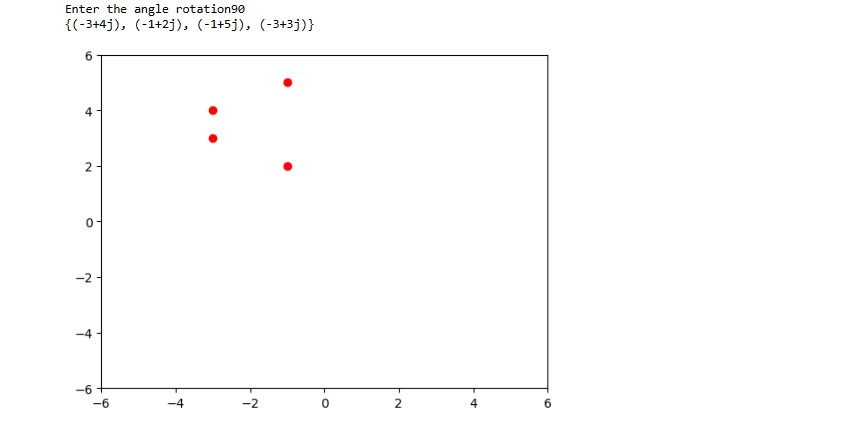 Enter the angle rotation90
{(-3+4j), (-1+2j), (-1+5j), (-3+3j)}
6
4
2
0
−2
−4
−6
−6 −4 −2 0 2 4 6